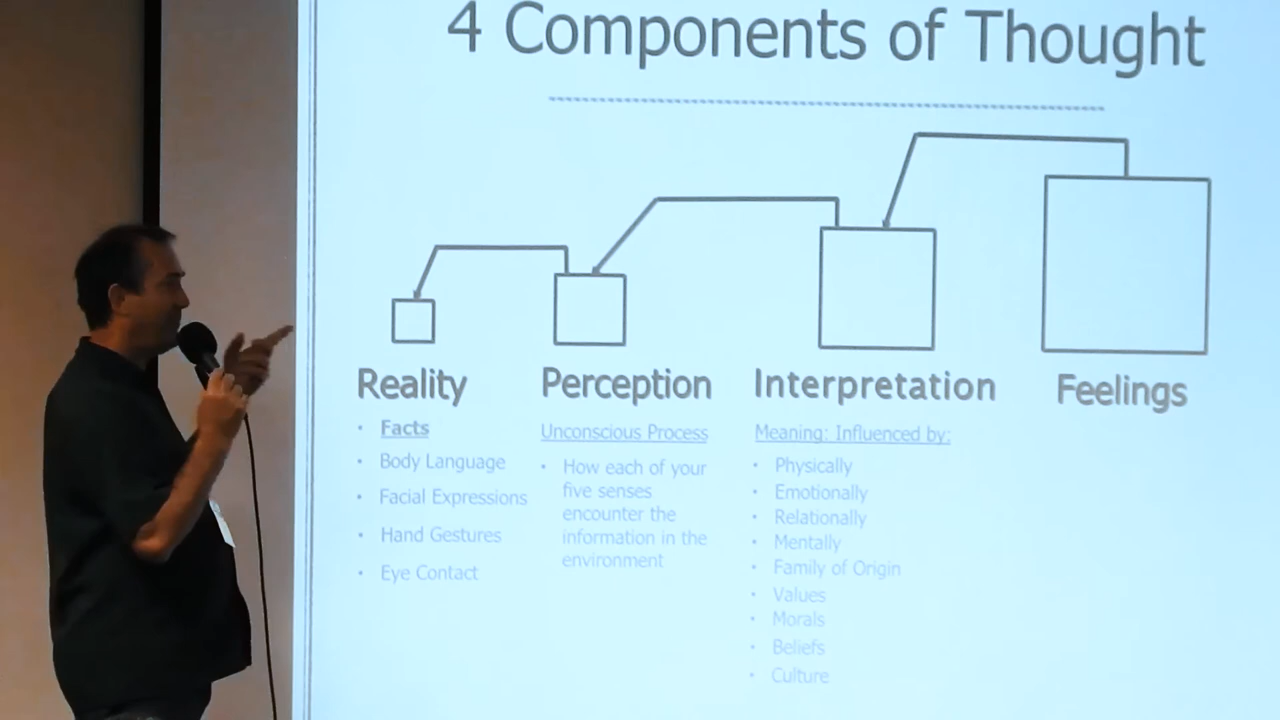 4 Components of Thought
Reality
• Facts
• Body Language
• Facial Expressions
• Hand Gestures
• Eye Contact
Perception
Unconscious Process
• How each of your
five senses
encounter the
information in the
environment
Interpretation
Meaning: Influenced by:
• Physically
• Emotionally
• Relationally
• Mentally
• Family of Origin
• Values
• Morals
• Beliefs
• Culture
Feelings